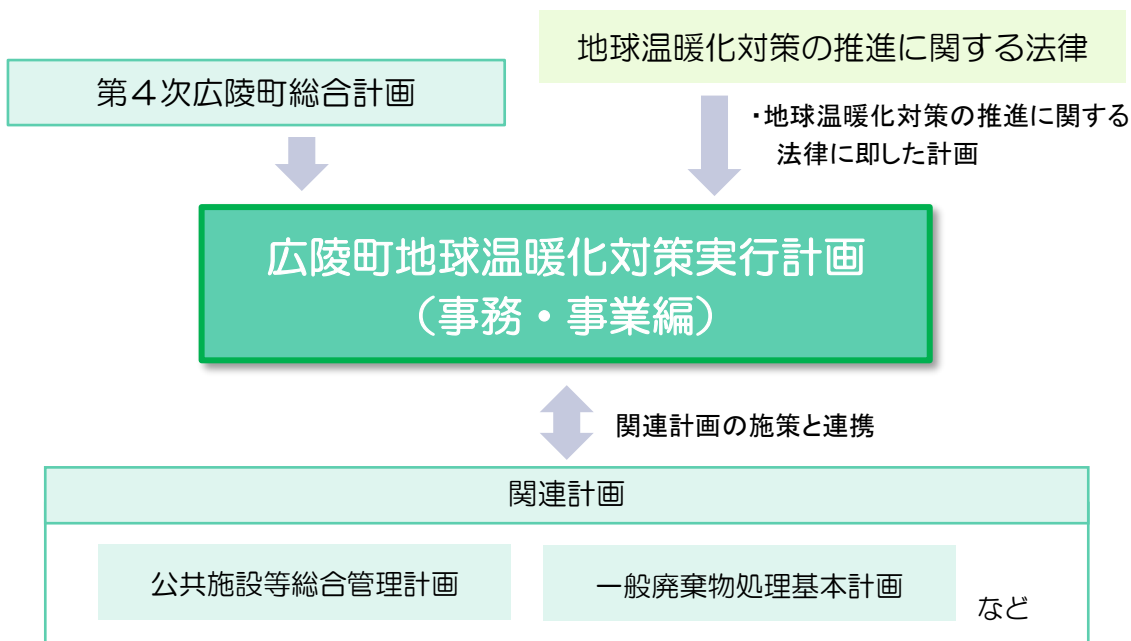 地球温暖化対策の推進に関する法律
第４次広陵町総合計画
・地球温暖化対策の推進に関する
法律に即した計画
広陵町地球温暖化対策実行計画
（事務・事業編）
関連計画の施策と連携
関連計画
公共施設等総合管理計画
一般廃棄物処理基本計画
など